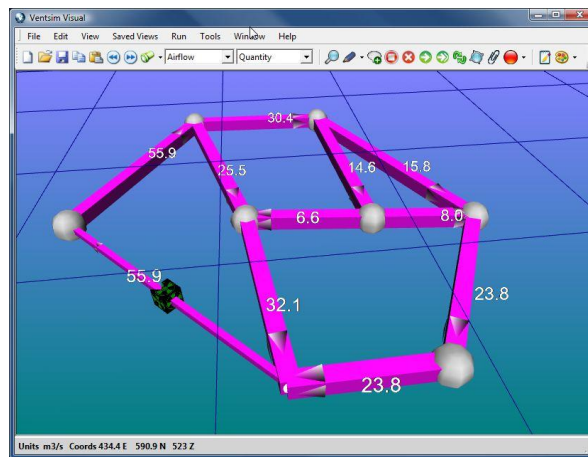 Ventsim Visual
File Edit View Saved Views Run Tools Window Help
Airflow Quantity
30.4
55.9
25.5
14.6
15.8
6.6
8.0
55.9
32.1
23.8
23.8
Units m3/s Coords 434.4 E 590.9 N 523 Z